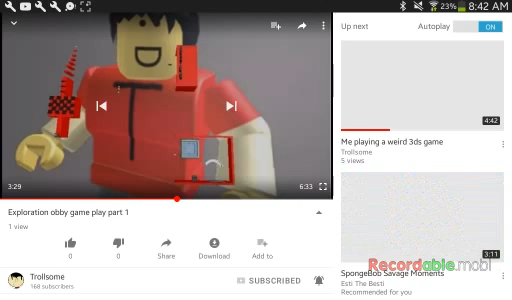 23% 8:42 AM
3:29
6:33
Exploration obby game play part 1
1 view
0
0
Share
Download
Add to
Trollsome
168 subscribers
SUBSCRIBED
Up next
Autoplay
ON
4:42
Me playing a weird 3ds game
Trollsome
5 views
3:11
Recordable.mobi
SpongeBob Savage Moments
Esti The Besti
Recommended for you